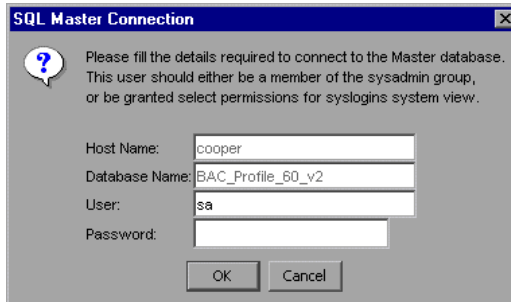 SQL Master Connection
Please fill the details required to connect to the Master database.
This user should either be a member of the sysadmin group,
or be granted select permissions for syslogins system view.
Host Name: cooper
Database Name: BAC_Profile_60_v2
User: sa
Password:
OK Cancel